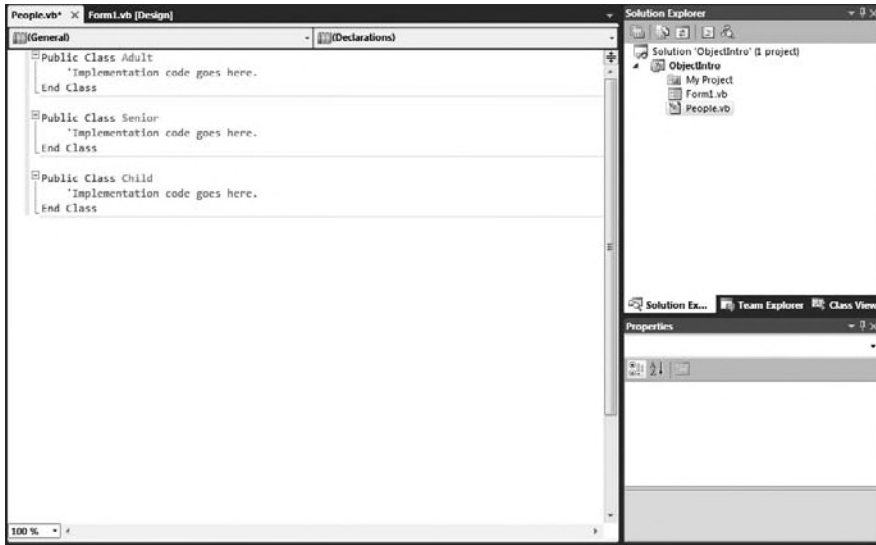 People.vb* X Form1.vb [Design]
(General) (Declarations)
Public Class Adult
'Implementation code goes here.
End Class
Public Class Senior
'Implementation code goes here.
End Class
Public Class Child
'Implementation code goes here.
End Class
100 %
Solution Explorer
Solution 'ObjectIntro' (1 project)
ObjectIntro
My Project
Form1.vb
People.vb
Solution Ex... Team Explorer Class View
Properties